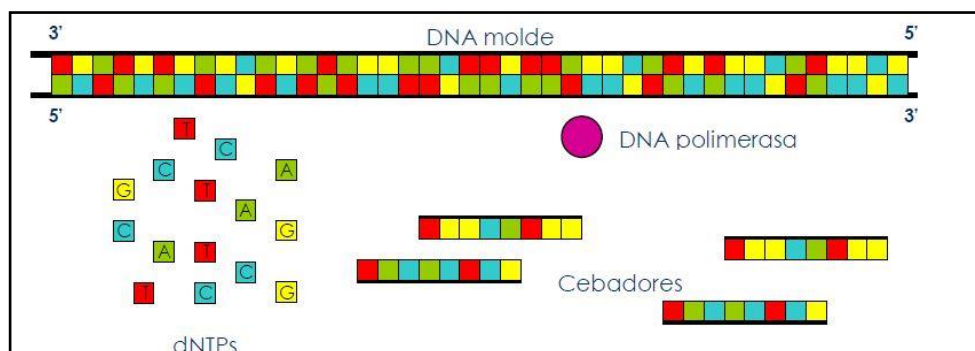 3’ 5’
DNA molde
5’ 3’
DNA polimerasa
T
C
C
A
G
T
A
C
G
A
T
C
T
C
G
Cebadores
dNTPs